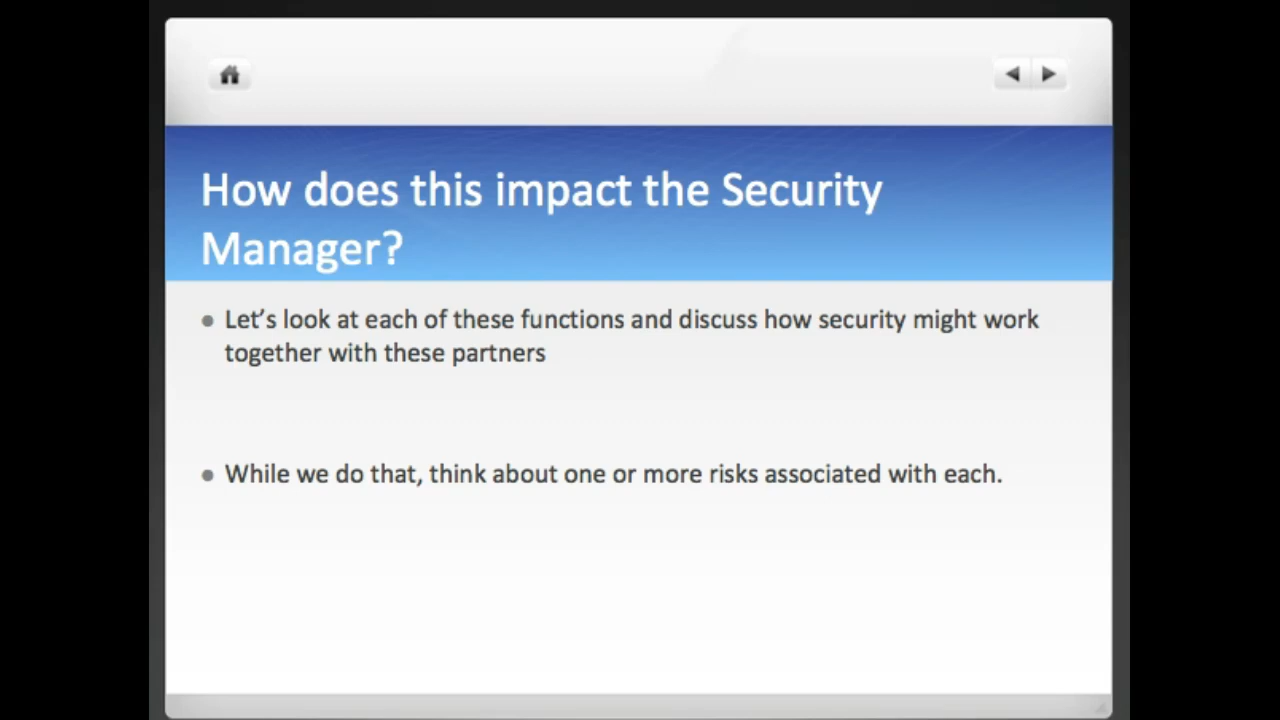 How does this impact the Security
Manager?
• Let’s look at each of these functions and discuss how security might work
together with these partners
• While we do that, think about one or more risks associated with each.